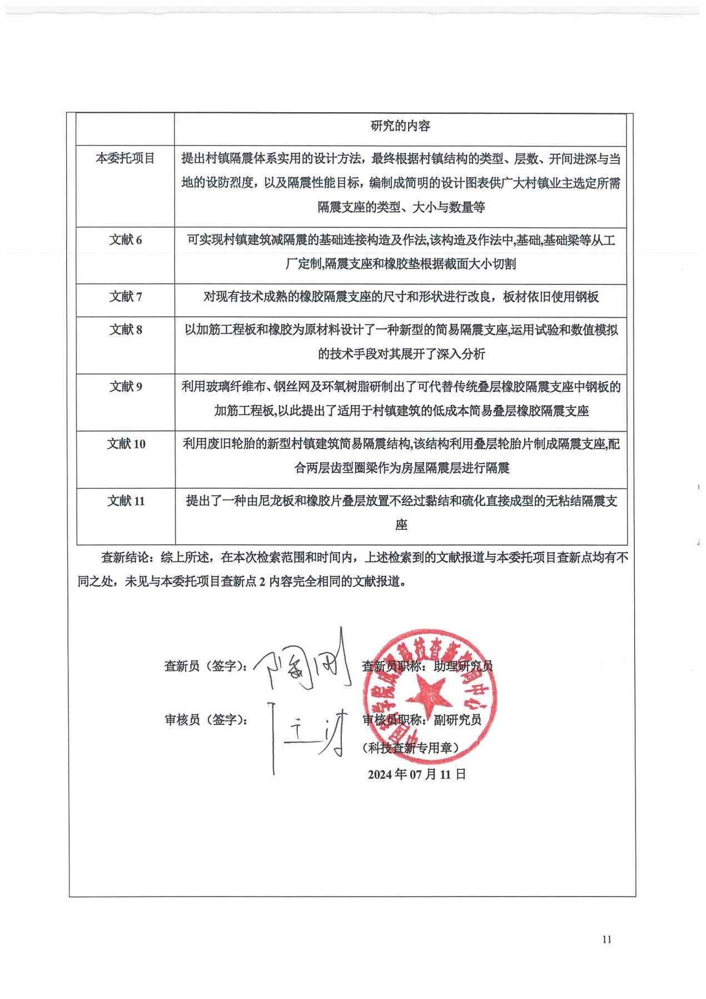 研究的内容
本委托项目
提出村镇隔震体系实用的设计方法，最终根据村镇结构的类型、层数、开间进深与当
地的设防烈度，以及隔震性能目标，编制成简明的设计图表供广大村镇业主选定所需
隔震支座的类型、大小与数量等
文献 6
可实现村镇建筑减隔震的基础连接构造及作法,该构造及作法中,基础,基础梁等从工
厂定制,隔震支座和橡胶垫根据截面大小切割
文献 7
对现有技术成熟的橡胶隔震支座的尺寸和形状进行改良，板材依旧使用钢板
文献 8
以加筋工程板和橡胶为原材料设计了一种新型的简易隔震支座,运用试验和数值模拟
的技术手段对其展开了深入分析
文献 9
利用玻璃纤维布、钢丝网及环氧树脂研制出了可代替传统叠层橡胶隔震支座中钢板的
加筋工程板,以此提出了适用于村镇建筑的低成本简易叠层橡胶隔震支座
文献 10
利用废旧轮胎的新型村镇建筑简易隔震结构,该结构利用叠层轮胎片制成隔震支座,配
合两层齿型圈梁作为房屋隔震层进行隔震
文献 11
提出了一种由尼龙板和橡胶片叠层放置不经过黏结和硫化直接成型的无粘结隔震支
座
查新结论：综上所述，在本次检索范围和时间内，上述检索到的文献报道与本委托项目查新点均有不
同之处，未见与本委托项目查新点 2 内容完全相同的文献报道。
查新员（签字）： 陶刚 查新员职称：助理研究员
审核员（签字）： 审核员职称：副研究员
中国科学院成都科技查新咨询中心
（科技查新专用章）
2024 年 07 月 11 日
11